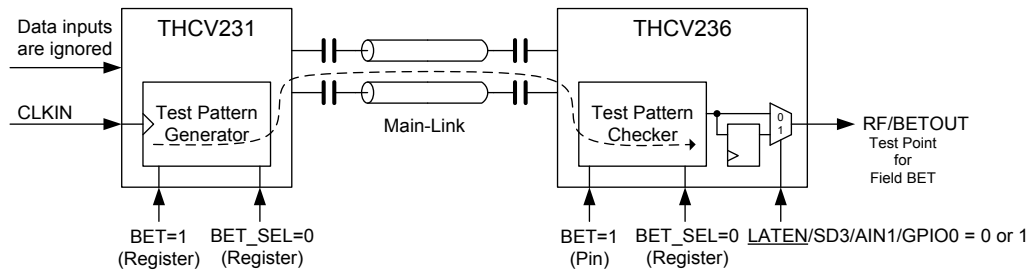 Data inputs
are ignored
THCV231
THCV236
CLKIN
Test Pattern
Generator
Main-Link
Test Pattern
Checker
0
1
RF/BETOUT
Test Point
for
Field BET
BET=1
(Register)
BET_SEL=0
(Register)
BET=1
(Pin)
BET_SEL=0
(Register)
LATEN/SD3/AIN1/GPIO0 = 0 or 1